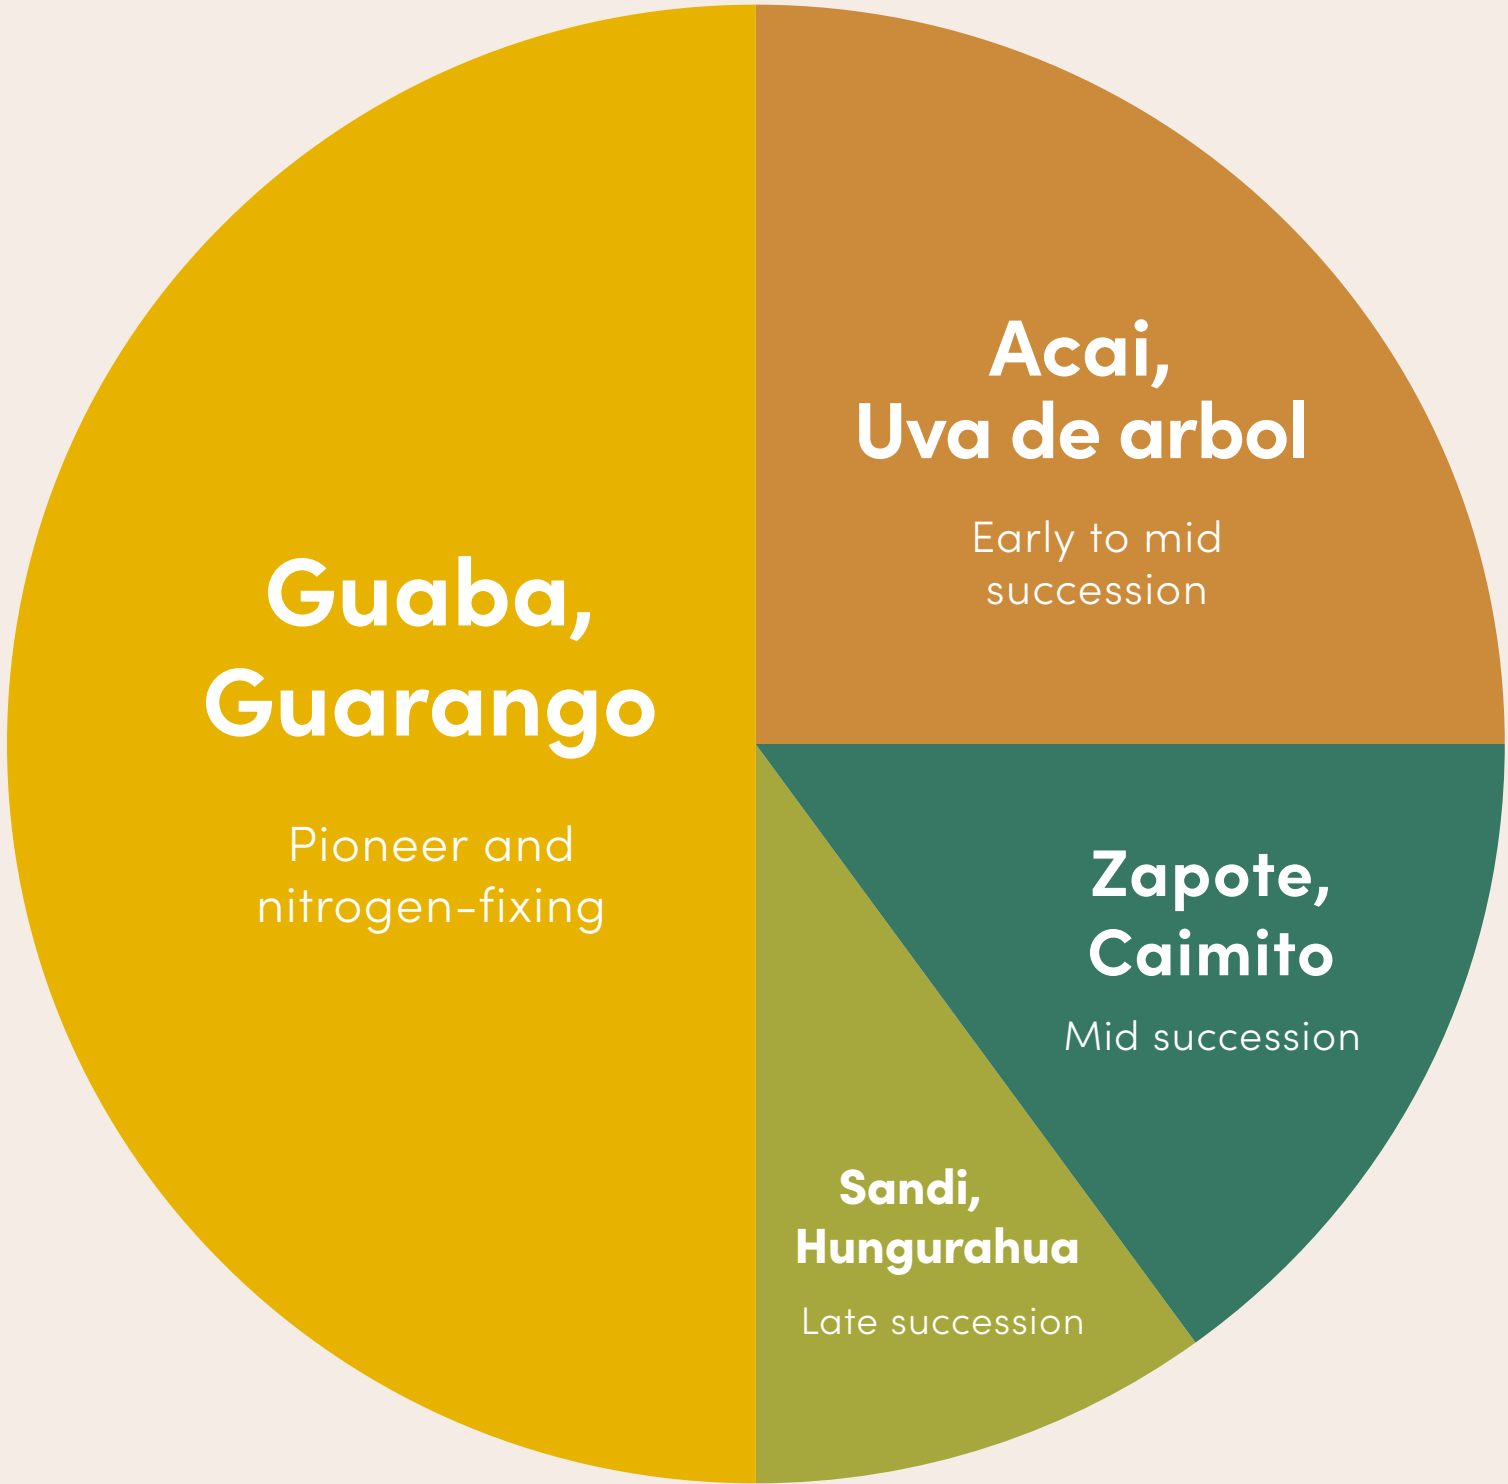 Guaba,
Guarango
Pioneer and
nitrogen-fixing
Acai,
Uva de arbol
Early to mid
succession
Zapote,
Caimito
Mid succession
Sandi,
Hungurahua
Late succession